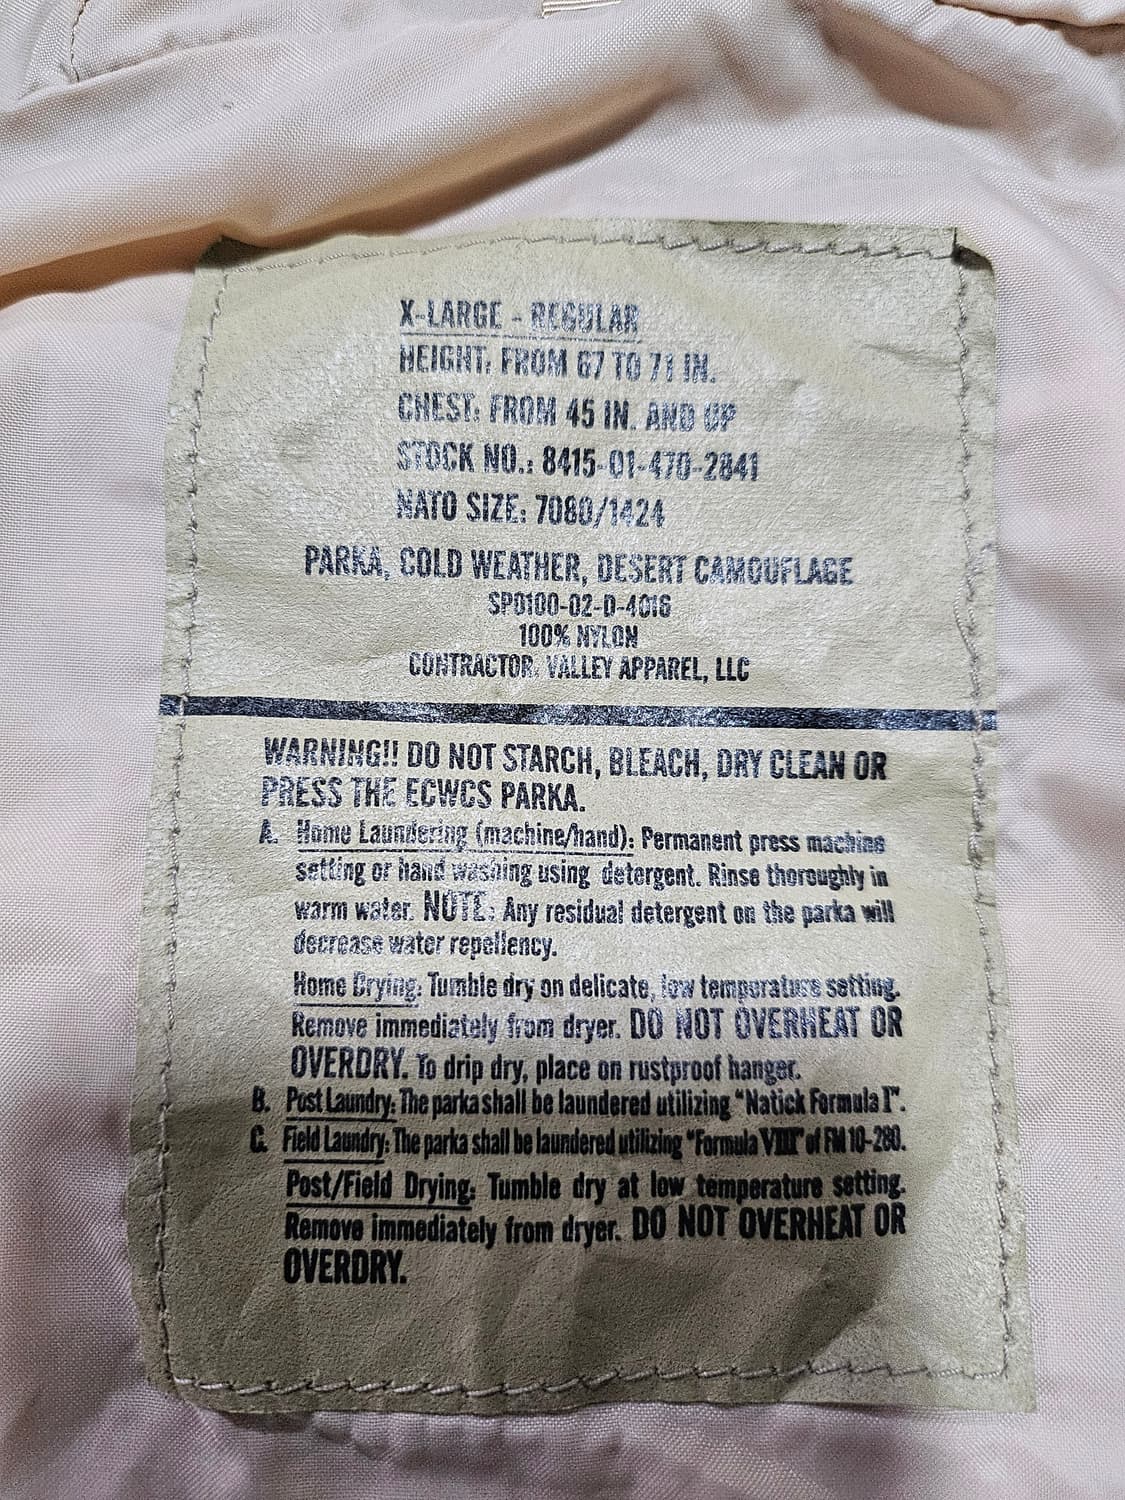 X-LARGE - REGULAR
HEIGHT: FROM 67 TO 71 IN.
CHEST: FROM 45 IN. AND UP
STOCK NO.: 8415-01-470-2841
NATO SIZE: 7080/1424
PARKA, COLD WEATHER, DESERT CAMOUFLAGE
SP0100-02-D-4016
100% NYLON
CONTRACTOR: VALLEY APPAREL, LLC
WARNING!! DO NOT STARCH, BLEACH, DRY CLEAN OR
PRESS THE ECWCS PARKA.
A. Home Laundering (machine/hand): Permanent press machine
setting or hand washing using detergent. Rinse thoroughly in
warm water. NOTE: Any residual detergent on the parka will
decrease water repellency.
Home Drying: Tumble dry on delicate, low temperature setting.
Remove immediately from dryer. DO NOT OVERHEAT OR
OVERDRY. To drip dry, place on rustproof hanger.
B. Post Laundry: The parka shall be laundered utilizing "Natick Formula I".
C. Field Laundry: The parka shall be laundered utilizing "Formula VIII" of FM 10-280.
Post/Field Drying: Tumble dry at low temperature setting.
Remove immediately from dryer. DO NOT OVERHEAT OR
OVERDRY.